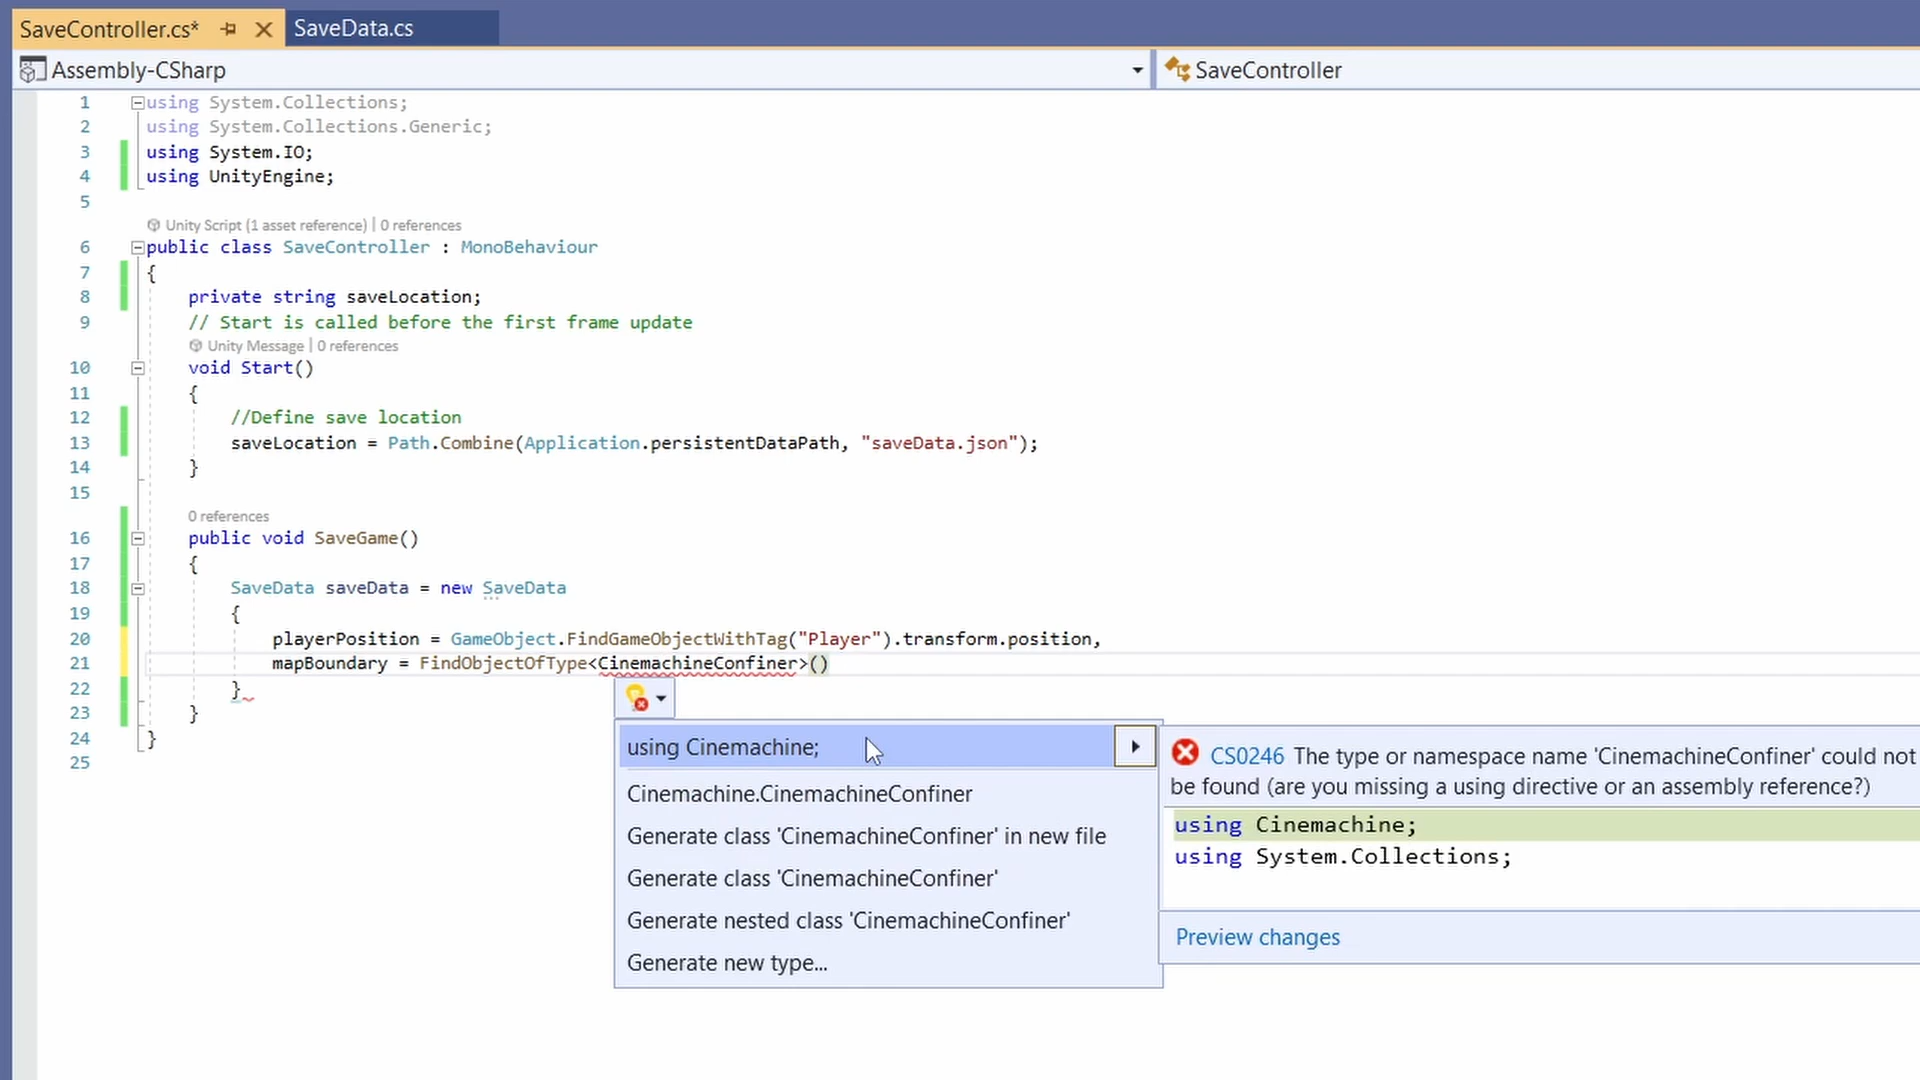 SaveController.cs*
SaveData.cs
Assembly-CSharp
SaveController
1 using System.Collections;
2 using System.Collections.Generic;
3 using System.IO;
4 using UnityEngine;
5
Unity Script (1 asset reference) | 0 references
6 public class SaveController : MonoBehaviour
7 {
8 private string saveLocation;
9 // Start is called before the first frame update
Unity Message | 0 references
10 void Start()
11 {
12 //Define save location
13 saveLocation = Path.Combine(Application.persistentDataPath, "saveData.json");
14 }
15
0 references
16 public void SaveGame()
17 {
18 SaveData saveData = new SaveData
19 {
20 playerPosition = GameObject.FindGameObjectWithTag("Player").transform.position,
21 mapBoundary = FindObjectOfType<CinemachineConfiner>()
22 }
23 }
24 }
25
using Cinemachine;
Cinemachine.CinemachineConfiner
Generate class 'CinemachineConfiner' in new file
Generate class 'CinemachineConfiner'
Generate nested class 'CinemachineConfiner'
Generate new type...
CS0246 The type or namespace name 'CinemachineConfiner' could not
be found (are you missing a using directive or an assembly reference?)
using Cinemachine;
using System.Collections;
Preview changes